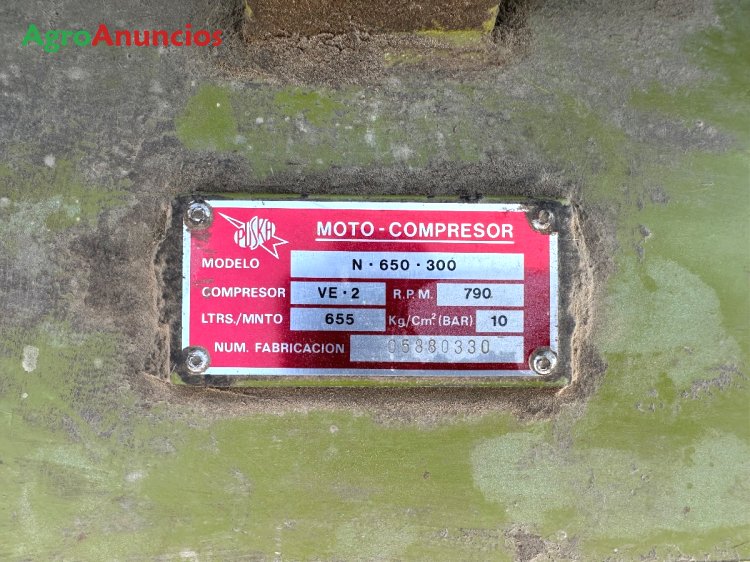 AgroAnuncios
PUSKA
MOTO-COMPRESOR
MODELO N·650·300
COMPRESOR VE·2 R.P.M. 790
LTRS./MNTO 655 Kg/Cm² (BAR) 10
NUM. FABRICACION 05880330